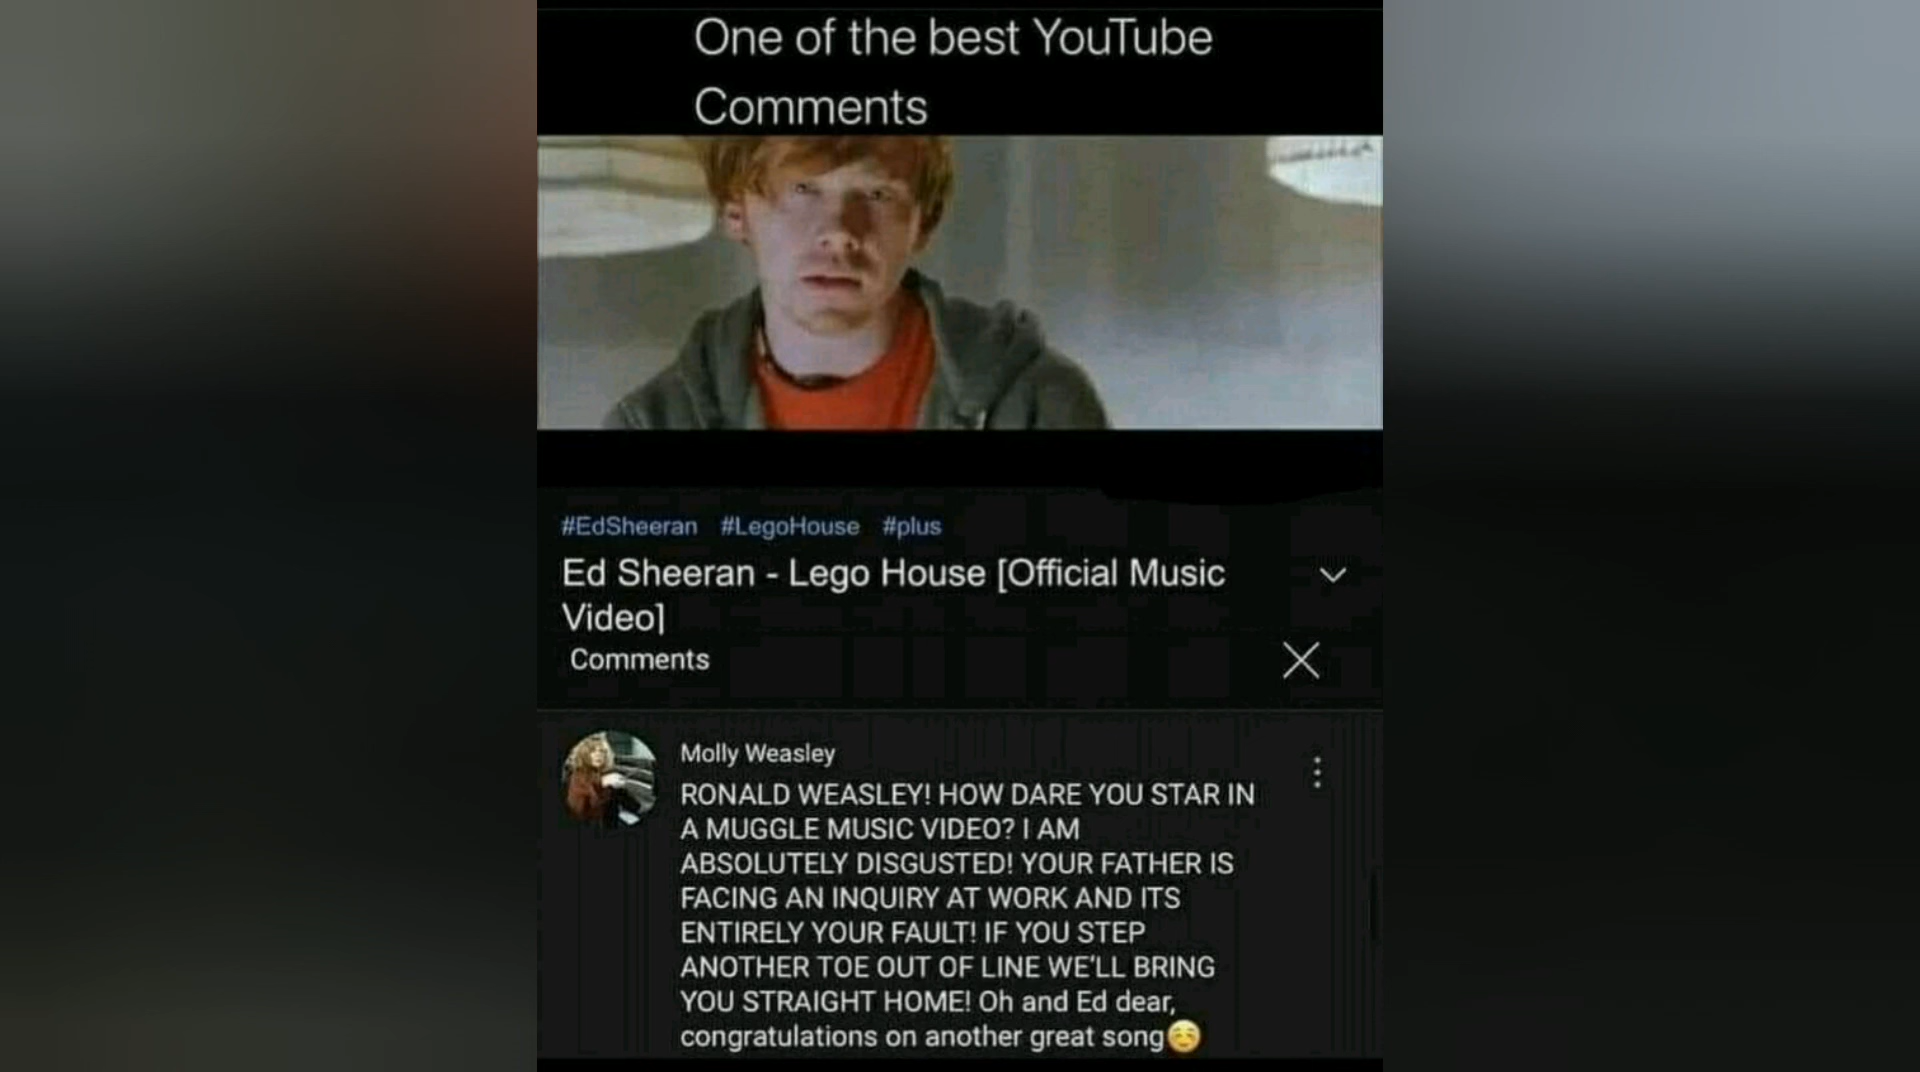 One of the best YouTube
Comments
#EdSheeran #LegoHouse #plus
Ed Sheeran - Lego House [Official Music
Video]
Comments
Molly Weasley
RONALD WEASLEY! HOW DARE YOU STAR IN
A MUGGLE MUSIC VIDEO? I AM
ABSOLUTELY DISGUSTED! YOUR FATHER IS
FACING AN INQUIRY AT WORK AND ITS
ENTIRELY YOUR FAULT! IF YOU STEP
ANOTHER TOE OUT OF LINE WE'LL BRING
YOU STRAIGHT HOME! Oh and Ed dear,
congratulations on another great song☺️